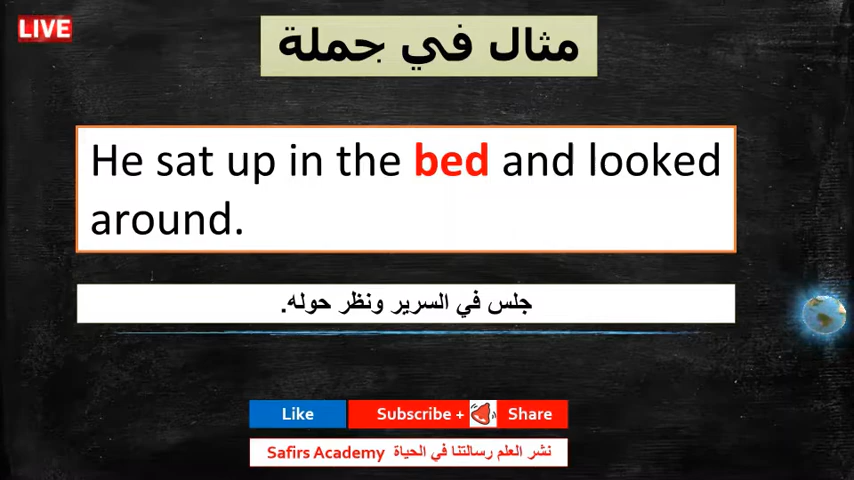 LIVE
مثال في جملة
He sat up in the bed and looked
around.
جلس في السرير ونظر حوله.
Like
Subscribe + Share
نشر العلم رسالتنا في الحياة Safirs Academy